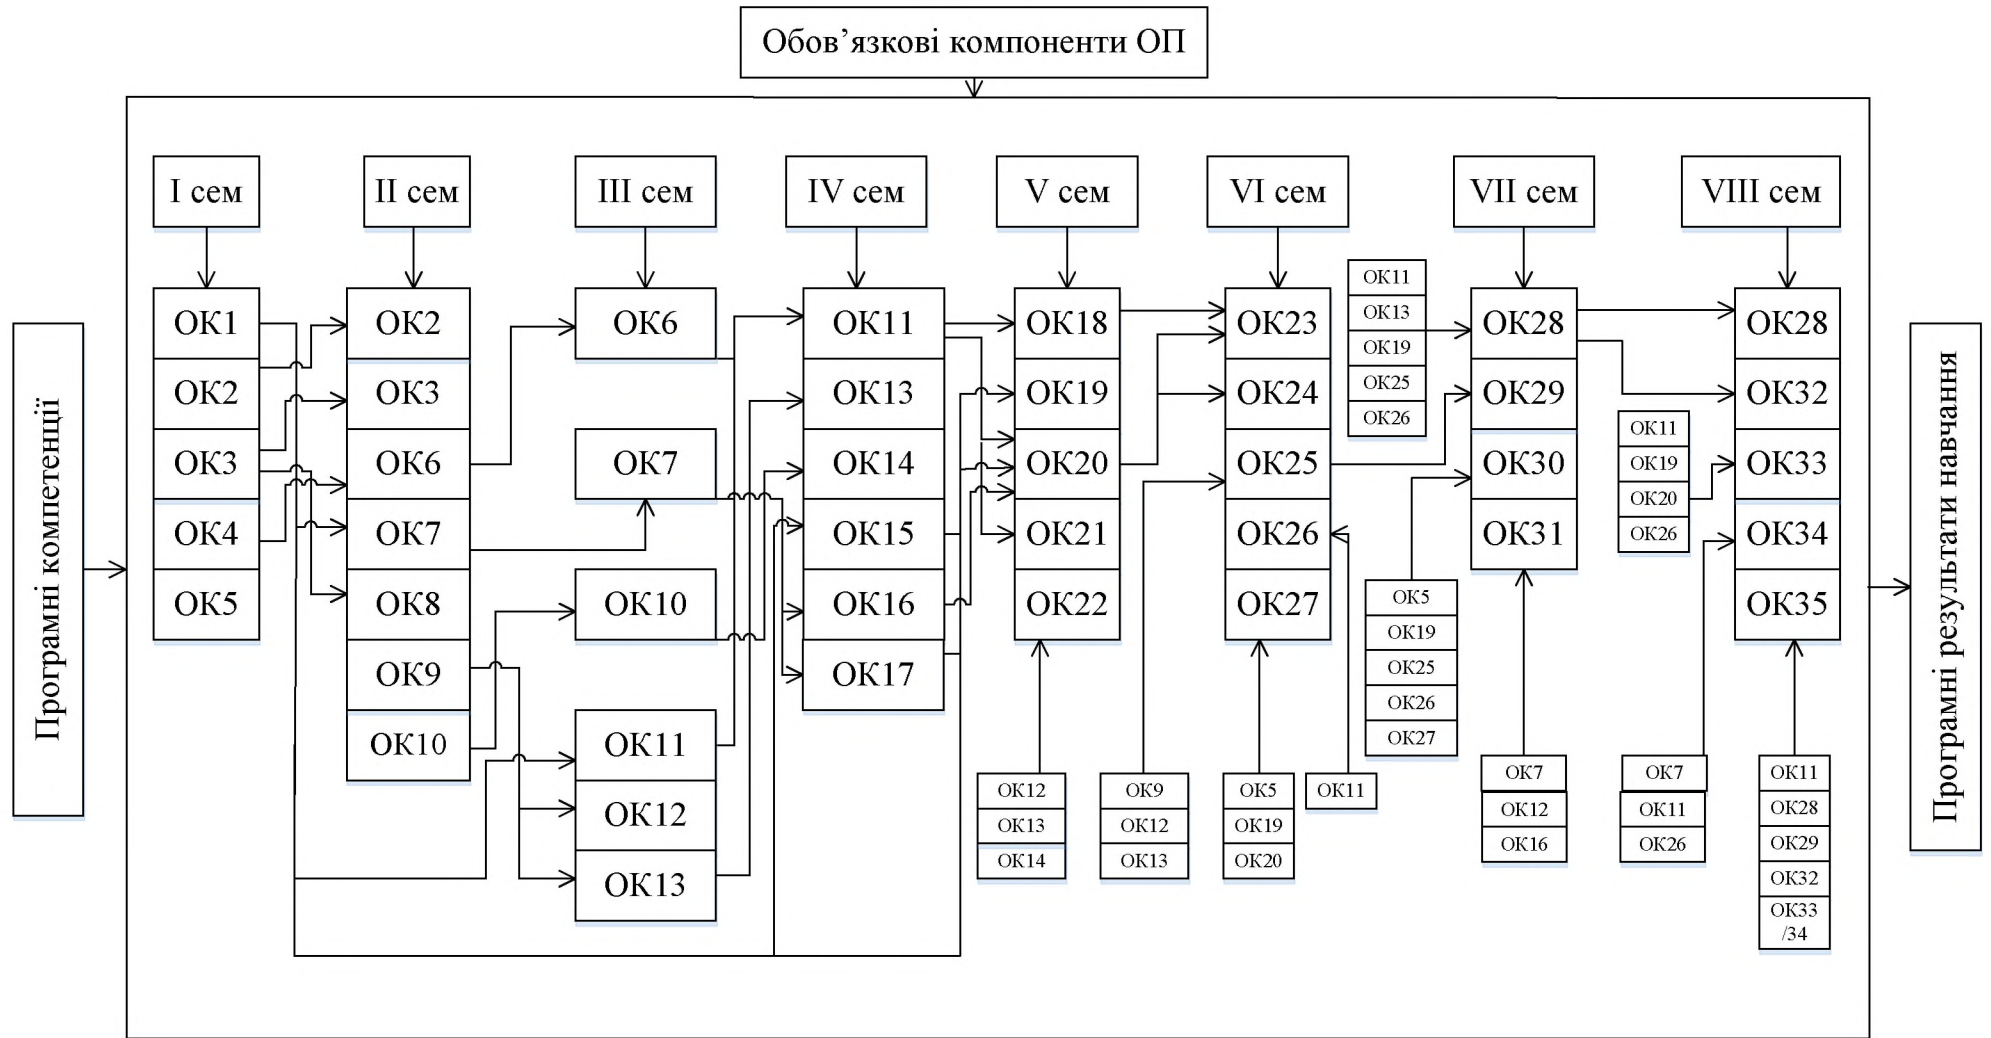 Обов’язкові компоненти ОП
Програмні компетенції
І сем
ОК1
ОК2
ОК3
ОК4
ОК5
ІІ сем
ОК2
ОК3
ОК6
ОК7
ОК8
ОК9
ОК10
ІІІ сем
ОК6
ОК7
ОК10
ОК11
ОК12
ОК13
IV сем
ОК11
ОК13
ОК14
ОК15
ОК16
ОК17
V сем
ОК18
ОК19
ОК20
ОК21
ОК22
ОК12
ОК13
ОК14
VI сем
ОК23
ОК24
ОК25
ОК26
ОК27
ОК9
ОК12
ОК13
ОК5
ОК19
ОК20
ОК11
ОК11
ОК13
ОК19
ОК25
ОК26
ОК5
ОК19
ОК25
ОК26
ОК27
VII сем
ОК28
ОК29
ОК30
ОК31
ОК7
ОК12
ОК16
ОК11
ОК19
ОК20
ОК26
ОК7
ОК11
ОК26
VIII сем
ОК28
ОК32
ОК33
ОК34
ОК35
ОК11
ОК28
ОК29
ОК32
ОК33
/34
Програмні результати навчання